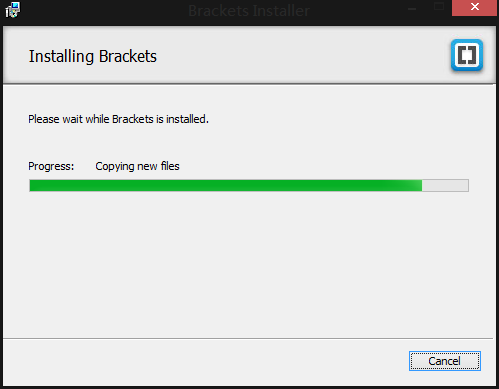 Brackets Installer
Installing Brackets
Please wait while Brackets is installed.
Progress: Copying new files
Cancel